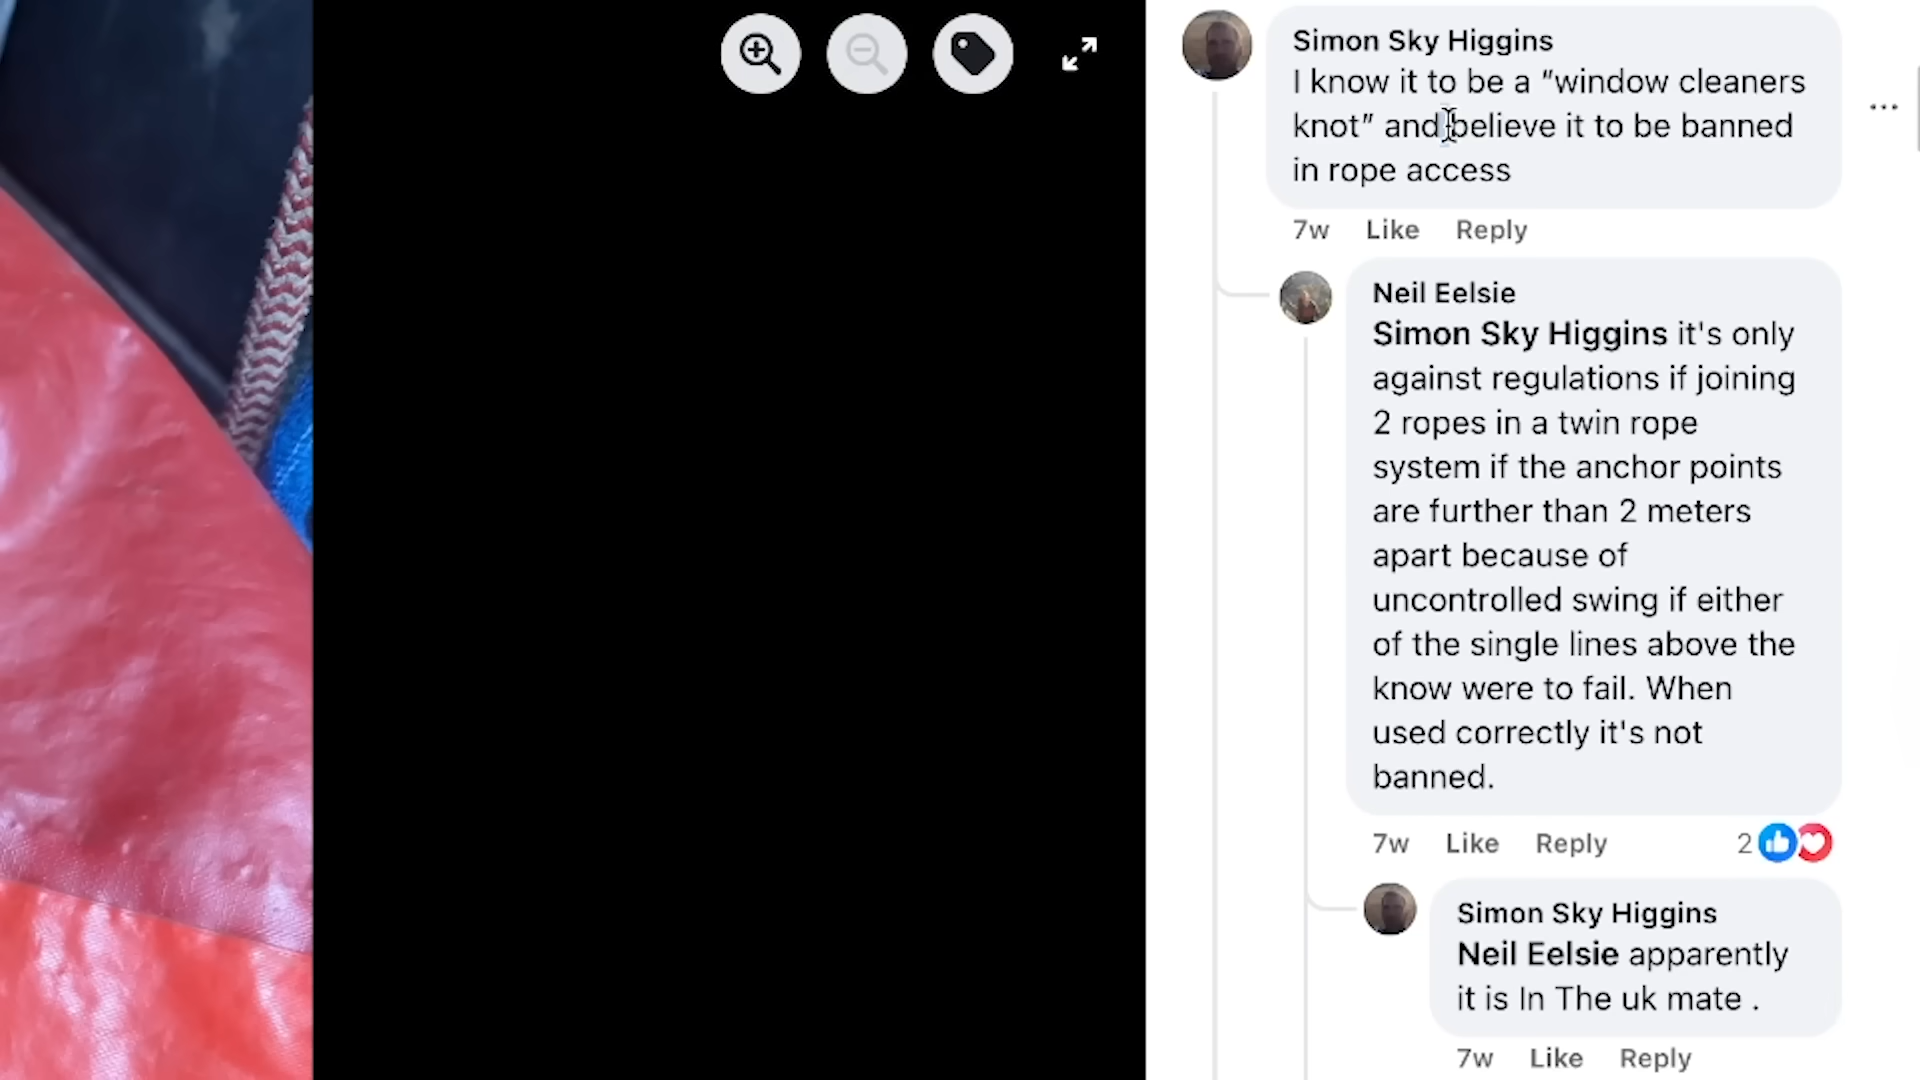 Simon Sky Higgins
I know it to be a “window cleaners
knot” and believe it to be banned
in rope access
7w Like Reply
Neil Eelsie
Simon Sky Higgins it's only
against regulations if joining
2 ropes in a twin rope
system if the anchor points
are further than 2 meters
apart because of
uncontrolled swing if either
of the single lines above the
know were to fail. When
used correctly it's not
banned.
7w Like Reply 2
Simon Sky Higgins
Neil Eelsie apparently
it is In The uk mate .
7w Like Reply